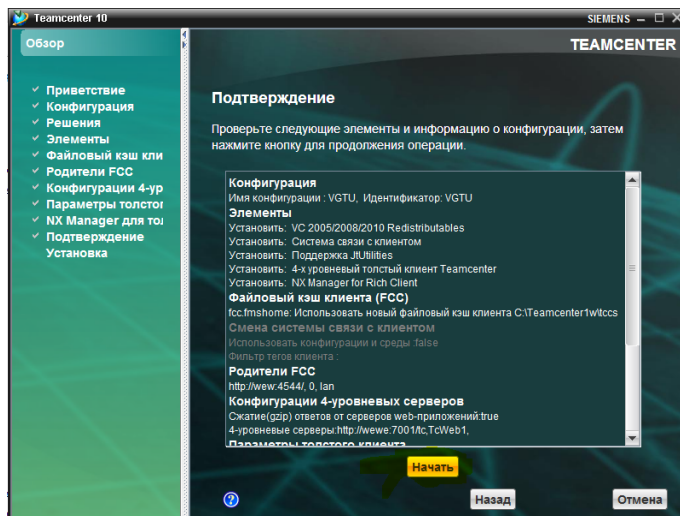 Teamcenter 10
SIEMENS
Обзор
TEAMCENTER
Приветствие
Конфигурация
Решения
Элементы
Файловый кэш кли
Родители FCC
Конфигурации 4-ур
Параметры толстог
NX Manager для тол
Подтверждение
Установка
Подтверждение
Проверьте следующие элементы и информацию о конфигурации, затем
нажмите кнопку для продолжения операции.
Конфигурация
Имя конфигурации : VGTU, Идентификатор: VGTU
Элементы
Установить: VC 2005/2008/2010 Redistributables
Установить: Система связи с клиентом
Установить: Поддержка JtUtilities
Установить: 4-х уровневый толстый клиент Teamcenter
Установить: NX Manager for Rich Client
Файловый кэш клиента (FCC)
fcc.fmshome: Использовать новый файловый кэш клиента C:\Teamcenter1w\tccs
Смена системы связи с клиентом
Использовать конфигурации и среды :false
Фильтр тегов клиента :
Родители FCC
http://wew:4544/, 0, lan
Конфигурации 4-уровневых серверов
Сжатие(gzip) ответов от серверов web-приложений:true
4-уровневые серверы:http://wewe:7001/tc,TcWeb1,
Параметры толстого клиента
Начать
Назад
Отмена